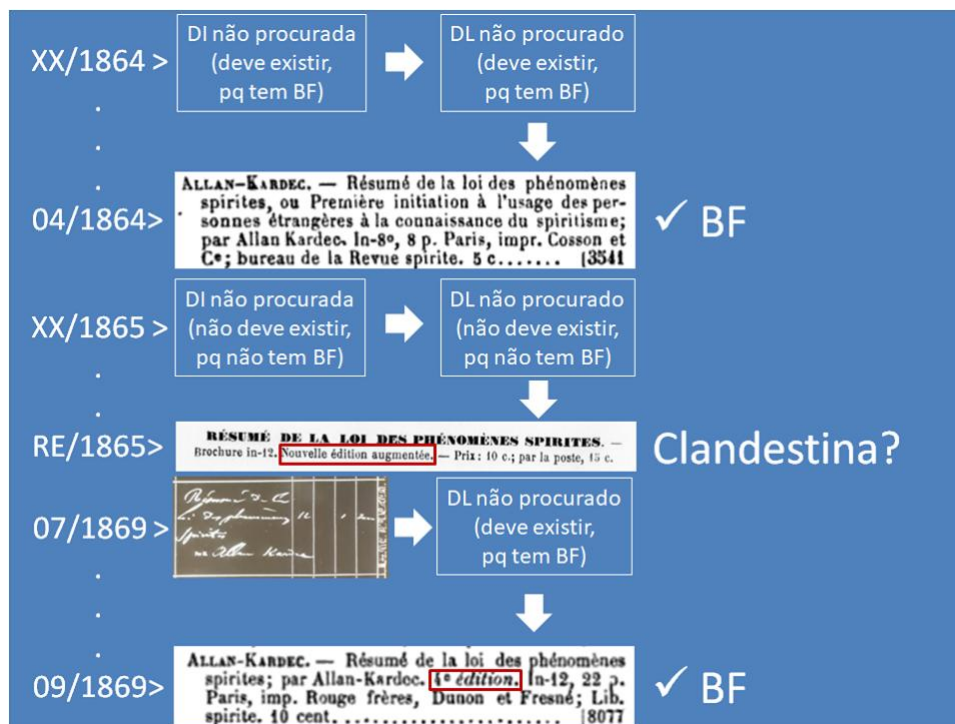 DI não procurada
(deve existir,
pq tem BF)
DL não procurado
(deve existir,
pq tem BF)
XX/1864 >
ALLAN-KARDEC. — Résumé de la loi des phénomènes
spirites, ou Première initiation à l'usage des per-
sonnes étrangères à la connaissance du spiritisme;
par Allan Kardec. In-8º, 8 p. Paris, impr. Cosson et
Cᵉ; bureau de la Revue spirite. 5 c....... [3541
04/1864>
✓ BF
DI não procurada
(não deve existir,
pq não tem BF)
DL não procurado
(não deve existir,
pq não tem BF)
XX/1865 >
RÉSUMÉ DE LA LOI DES PHÉNOMÈNES SPIRITES. —
Brochure in-12. Nouvelle édition augmentée. — Prix: 10 c.; par la poste, 15 c.
RE/1865>
Clandestina?
07/1869 >
spirites
Allan Kardec
DL não procurado
(deve existir,
pq tem BF)
ALLAN-KARDEC. — Résumé de la loi des phénomènes
spirites; par Allan-Kardec. 4ᵉ édition. In-12, 22 p.
Paris, imp. Rouge frères, Dunon et Fresné; Lib.
spirite. 10 cent..................... [8077
09/1869>
✓ BF